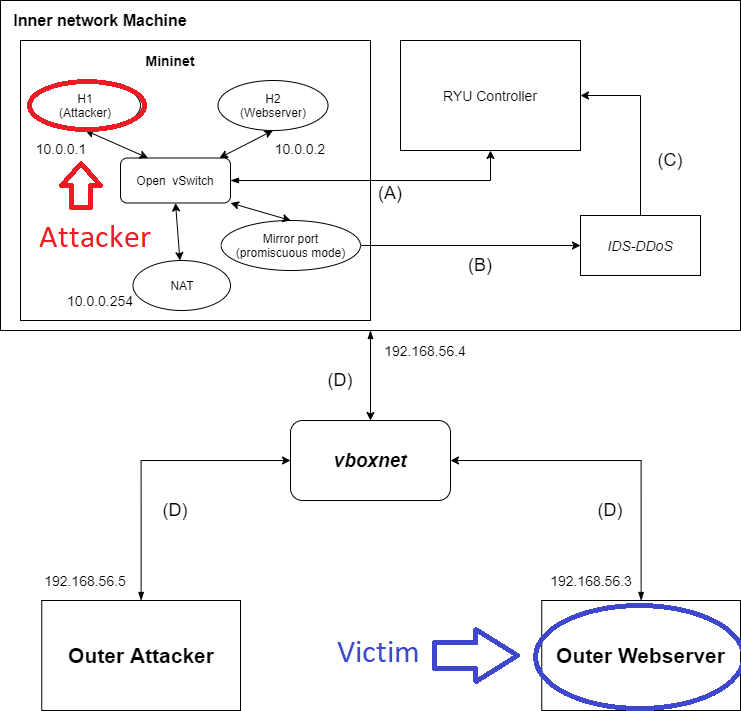 Inner network Machine
Mininet
H1
(Attacker)
H2
(Webserver)
RYU Controller
10.0.0.1
10.0.0.2
(C)
Open vSwitch
(A)
Attacker
Mirror port
(promiscuous mode)
(B)
IDS-DDoS
NAT
10.0.0.254
192.168.56.4
(D)
vboxnet
(D)
(D)
192.168.56.5
192.168.56.3
Outer Attacker
Victim
Outer Webserver